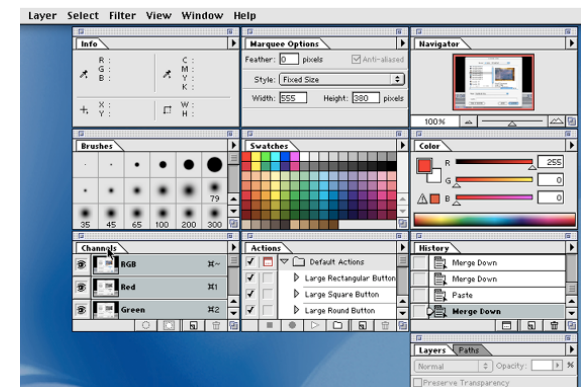 Layer Select Filter View Window Help
Info
R :
G :
B :
C :
M :
Y :
K :
X :
Y :
W :
H :
Marquee Options
Feather: 0 pixels Anti-aliased
Style: Fixed Size
Width: 555 Height: 380 pixels
Navigator
100%
Brushes
79
35 45 65 100 200 300
Swatches
Color
R 255
G 0
B 0
Channels
RGB ⌘~
Red ⌘1
Green ⌘2
Actions
Default Actions
Large Rectangular Button
Large Square Button
Large Round Button
History
Merge Down
Merge Down
Paste
Merge Down
Layers Paths
Normal Opacity: %
Preserve Transparency